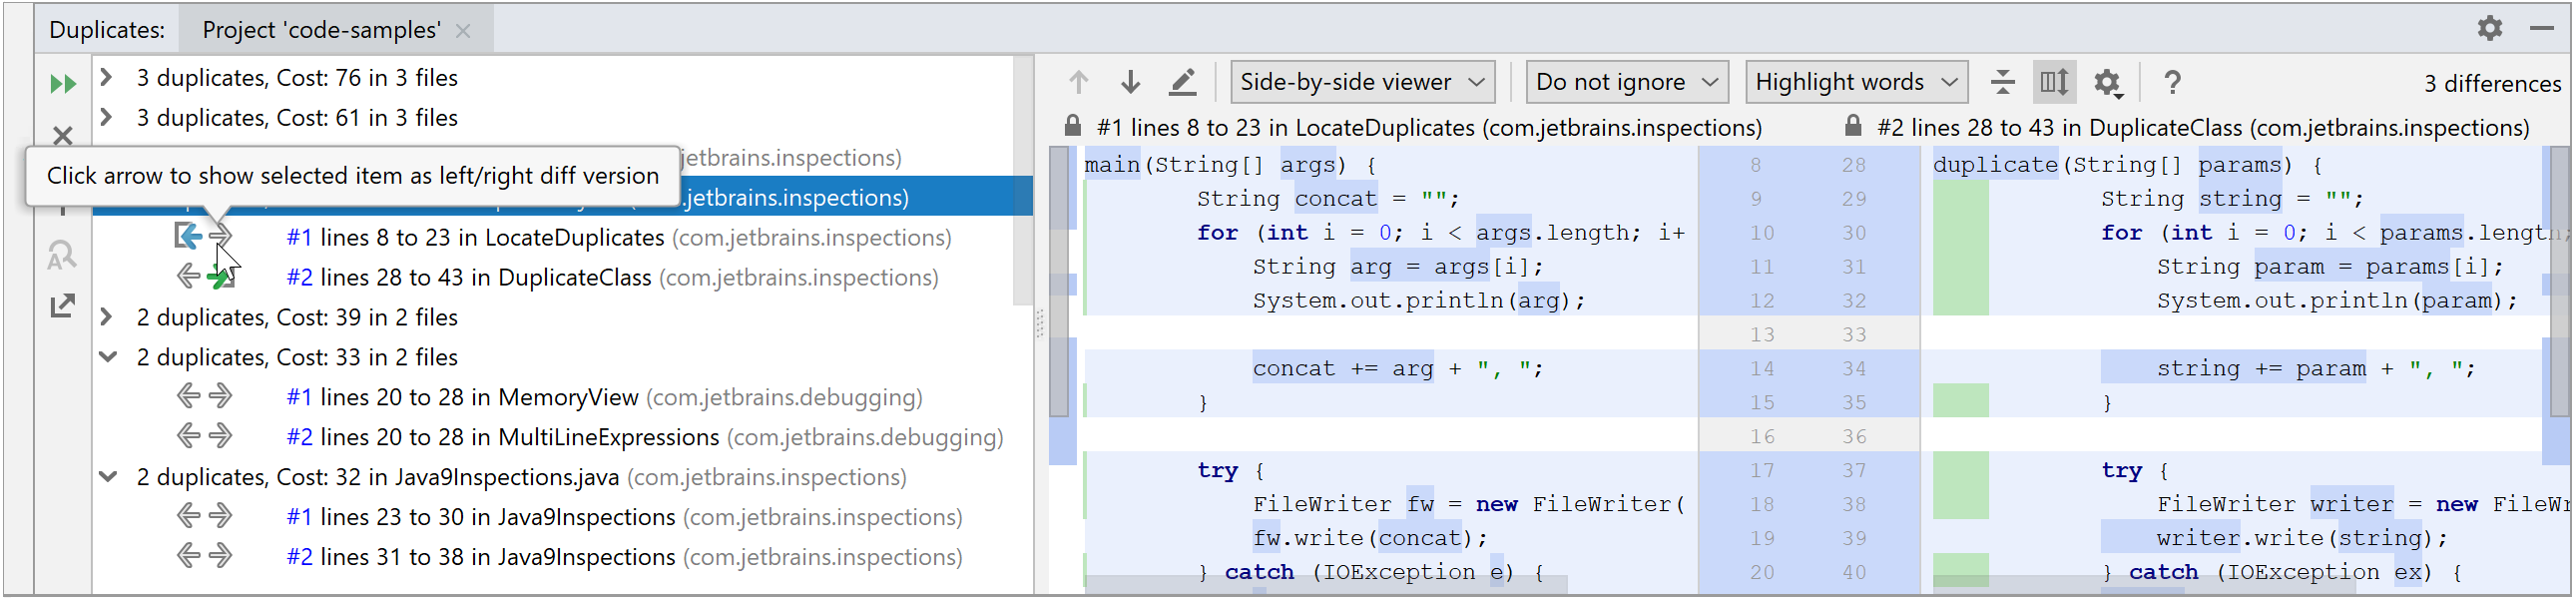 Duplicates: Project 'code-samples'
3 duplicates, Cost: 76 in 3 files
3 duplicates, Cost: 61 in 3 files
jetbrains.inspections)
Click arrow to show selected item as left/right diff version
.jetbrains.inspections)
#1 lines 8 to 23 in LocateDuplicates (com.jetbrains.inspections)
#2 lines 28 to 43 in DuplicateClass (com.jetbrains.inspections)
2 duplicates, Cost: 39 in 2 files
2 duplicates, Cost: 33 in 2 files
#1 lines 20 to 28 in MemoryView (com.jetbrains.debugging)
#2 lines 20 to 28 in MultiLineExpressions (com.jetbrains.debugging)
2 duplicates, Cost: 32 in Java9Inspections.java (com.jetbrains.inspections)
#1 lines 23 to 30 in Java9Inspections (com.jetbrains.inspections)
#2 lines 31 to 38 in Java9Inspections (com.jetbrains.inspections)
Side-by-side viewer Do not ignore Highlight words ? 3 differences
#1 lines 8 to 23 in LocateDuplicates (com.jetbrains.inspections) #2 lines 28 to 43 in DuplicateClass (com.jetbrains.inspections)
main(String[] args) { 8 28 duplicate(String[] params) {
String concat = ""; 9 29 String string = "";
for (int i = 0; i < args.length; i+ 10 30 for (int i = 0; i < params.length;
String arg = args[i]; 11 31 String param = params[i];
System.out.println(arg); 12 32 System.out.println(param);
13 33
concat += arg + ", "; 14 34 string += param + ", ";
} 15 35 }
16 36
try { 17 37 try {
FileWriter fw = new FileWriter( 18 38 FileWriter writer = new FileWr
fw.write(concat); 19 39 writer.write(string);
} catch (IOException e) { 20 40 } catch (IOException ex) {